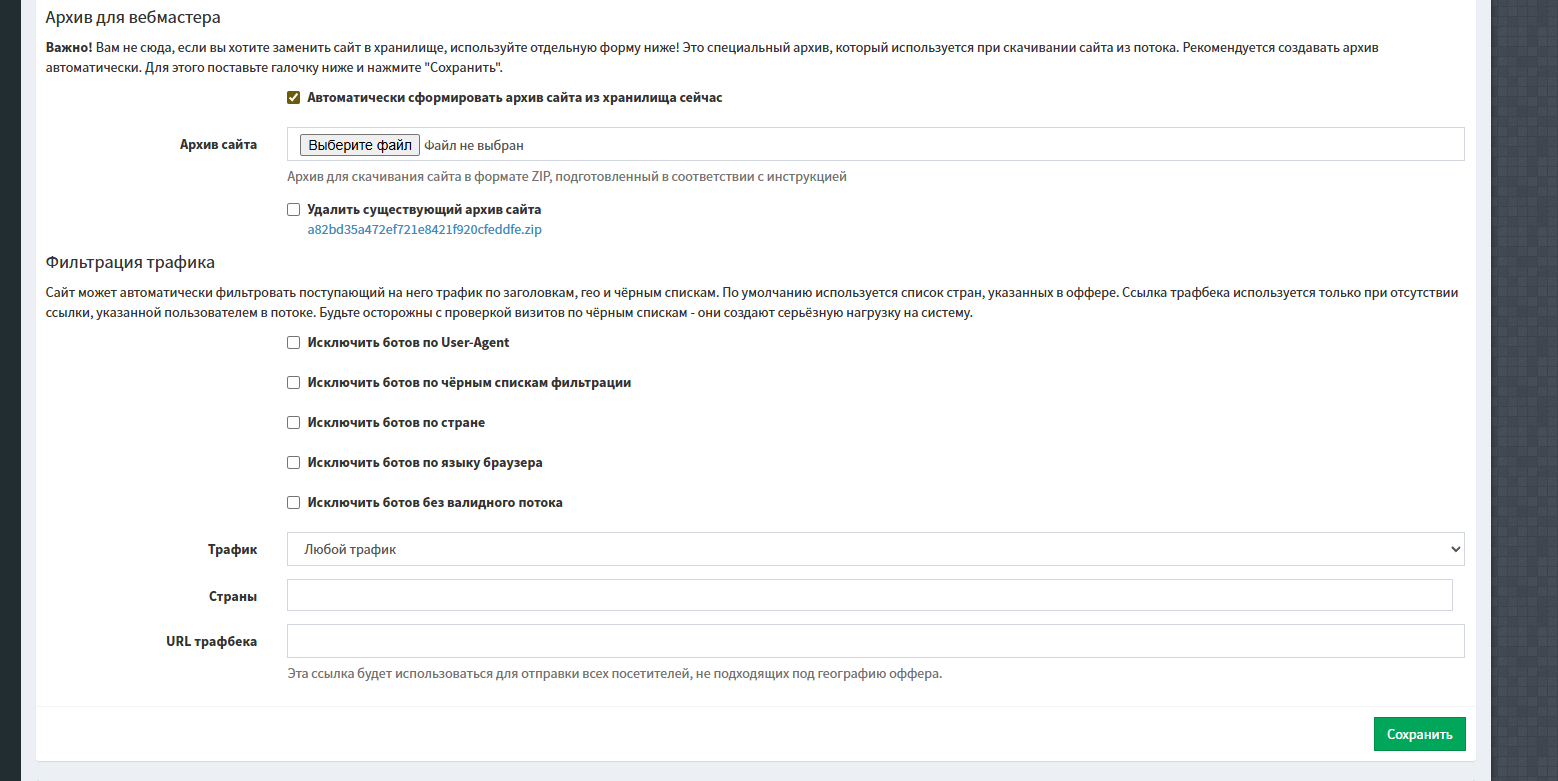 Архив для вебмастера
Важно! Вам не сюда, если вы хотите заменить сайт в хранилище, используйте отдельную форму ниже! Это специальный архив, который используется при скачивании сайта из потока. Рекомендуется создавать архив
автоматически. Для этого поставьте галочку ниже и нажмите "Сохранить".
Автоматически сформировать архив сайта из хранилища сейчас
Архив сайта
Выберите файл Файл не выбран
Архив для скачивания сайта в формате ZIP, подготовленный в соответствии с инструкцией
Удалить существующий архив сайта
a82bd35a472ef721e8421f920cfeddfe.zip
Фильтрация трафика
Сайт может автоматически фильтровать поступающий на него трафик по заголовкам, гео и чёрным спискам. По умолчанию используется список стран, указанных в оффере. Ссылка трафбека используется только при отсутствии
ссылки, указанной пользователем в потоке. Будьте осторожны с проверкой визитов по чёрным спискам - они создают серьёзную нагрузку на систему.
Исключить ботов по User-Agent
Исключить ботов по чёрным спискам фильтрации
Исключить ботов по стране
Исключить ботов по языку браузера
Исключить ботов без валидного потока
Трафик
Любой трафик
Страны
URL трафбека
Эта ссылка будет использоваться для отправки всех посетителей, не подходящих под географию оффера.
Сохранить